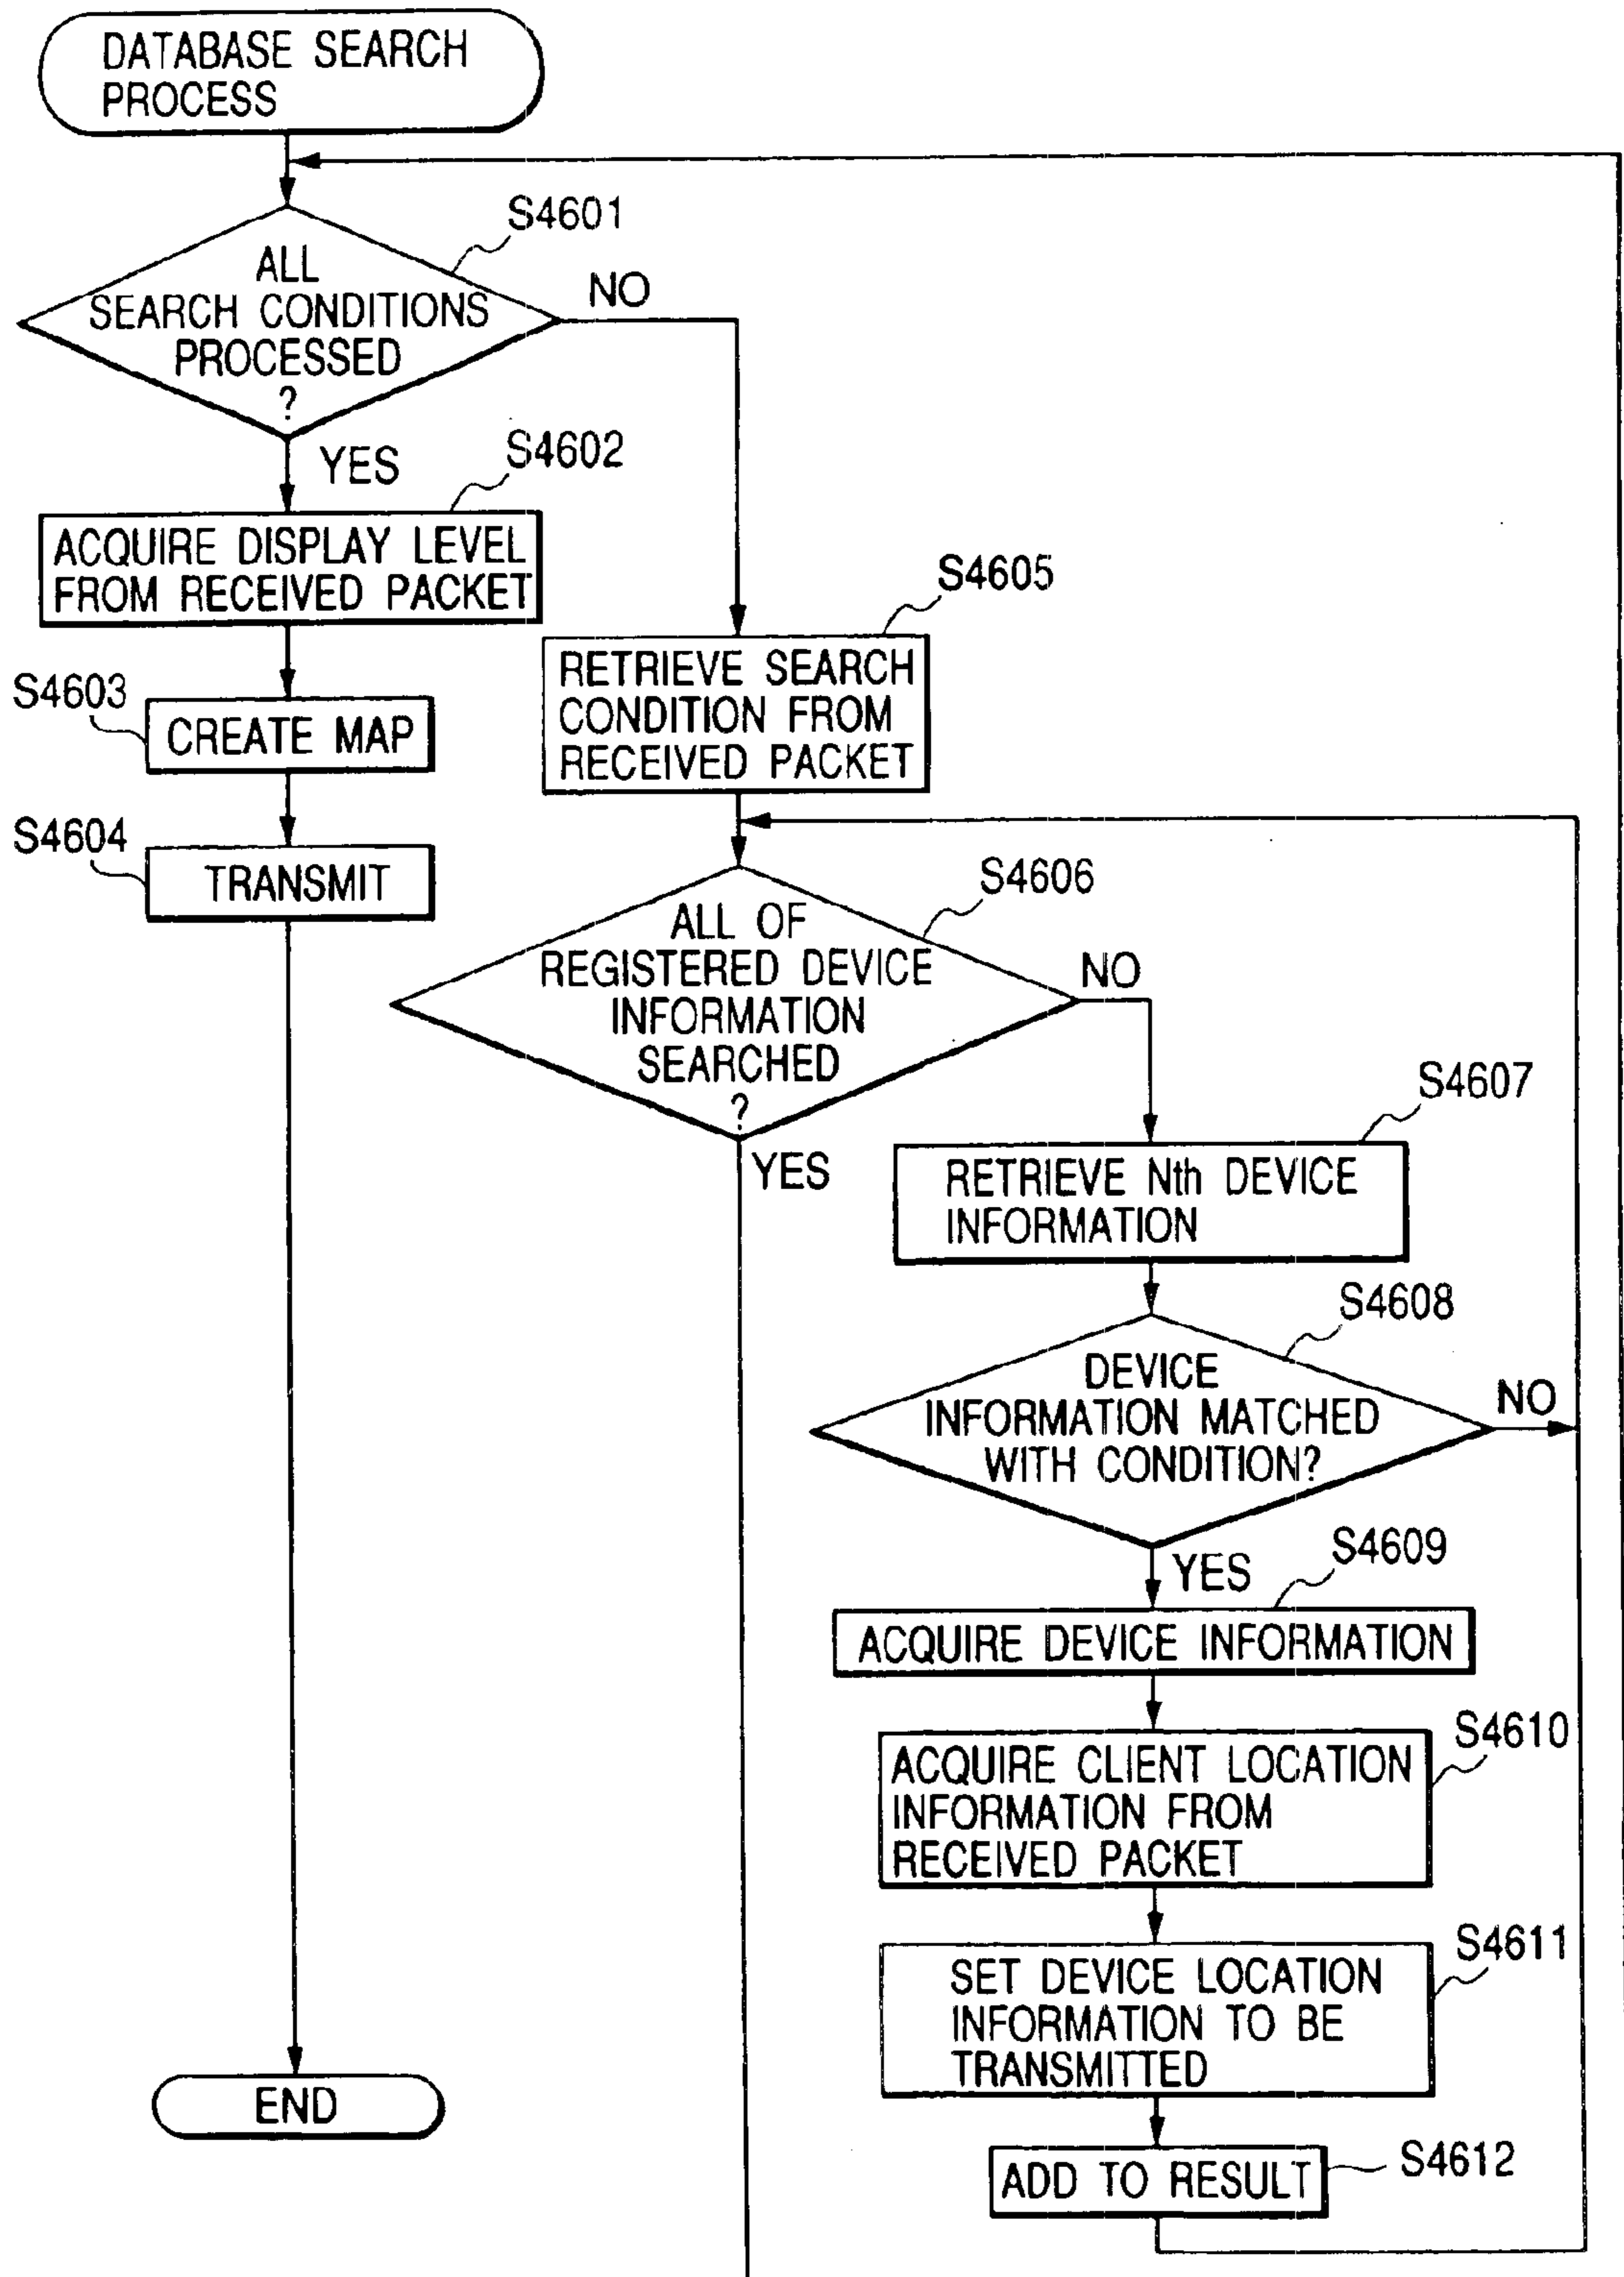 DATABASE SEARCH
PROCESS
S4601
ALL
SEARCH CONDITIONS
PROCESSED
?
NO
YES
S4602
ACQUIRE DISPLAY LEVEL
FROM RECEIVED PACKET
S4603
CREATE MAP
S4604
TRANSMIT
END
S4605
RETRIEVE SEARCH
CONDITION FROM
RECEIVED PACKET
S4606
ALL OF
REGISTERED DEVICE
INFORMATION
SEARCHED
?
NO
YES
S4607
RETRIEVE Nth DEVICE
INFORMATION
S4608
DEVICE
INFORMATION MATCHED
WITH CONDITION?
NO
YES
S4609
ACQUIRE DEVICE INFORMATION
S4610
ACQUIRE CLIENT LOCATION
INFORMATION FROM
RECEIVED PACKET
S4611
SET DEVICE LOCATION
INFORMATION TO BE
TRANSMITTED
S4612
ADD TO RESULT